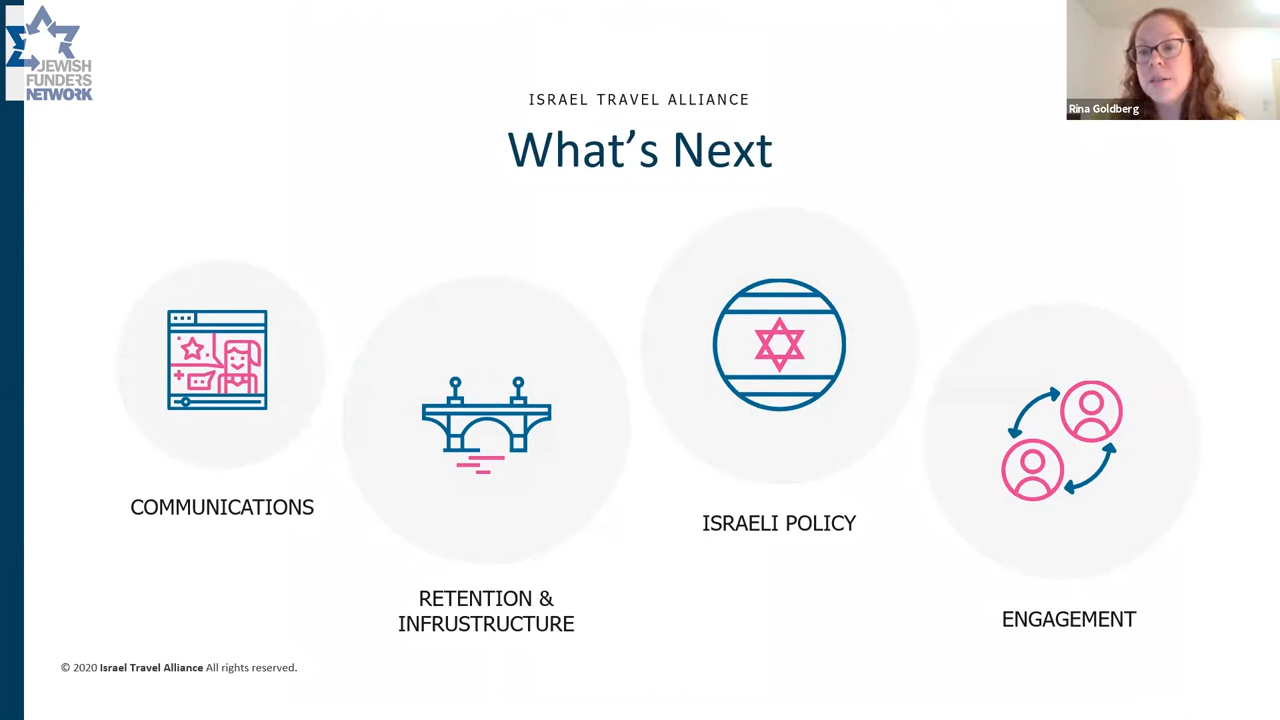 JEWISH
FUNDERS
NETWORK
Rina Goldberg
ISRAEL TRAVEL ALLIANCE
What's Next
COMMUNICATIONS
RETENTION &
INFRUSTRUCTURE
ISRAELI POLICY
ENGAGEMENT
© 2020 Israel Travel Alliance All rights reserved.